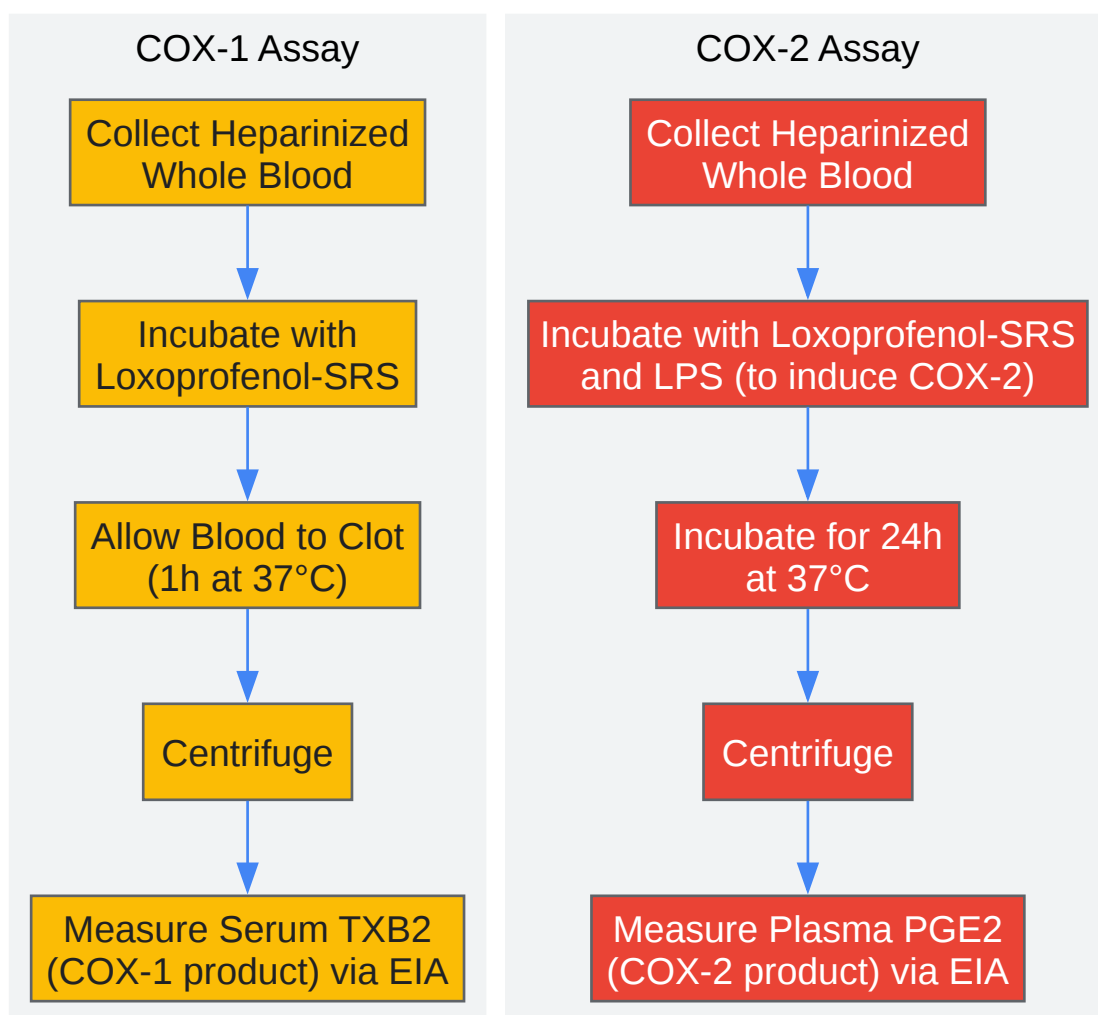 COX-1 Assay
Collect Heparinized
Whole Blood
Incubate with
Loxoprofenol-SRS
Allow Blood to Clot
(1h at 37°C)
Centrifuge
Measure Serum TXB2
(COX-1 product) via EIA
COX-2 Assay
Collect Heparinized
Whole Blood
Incubate with Loxoprofenol-SRS
and LPS (to induce COX-2)
Incubate for 24h
at 37°C
Centrifuge
Measure Plasma PGE2
(COX-2 product) via EIA